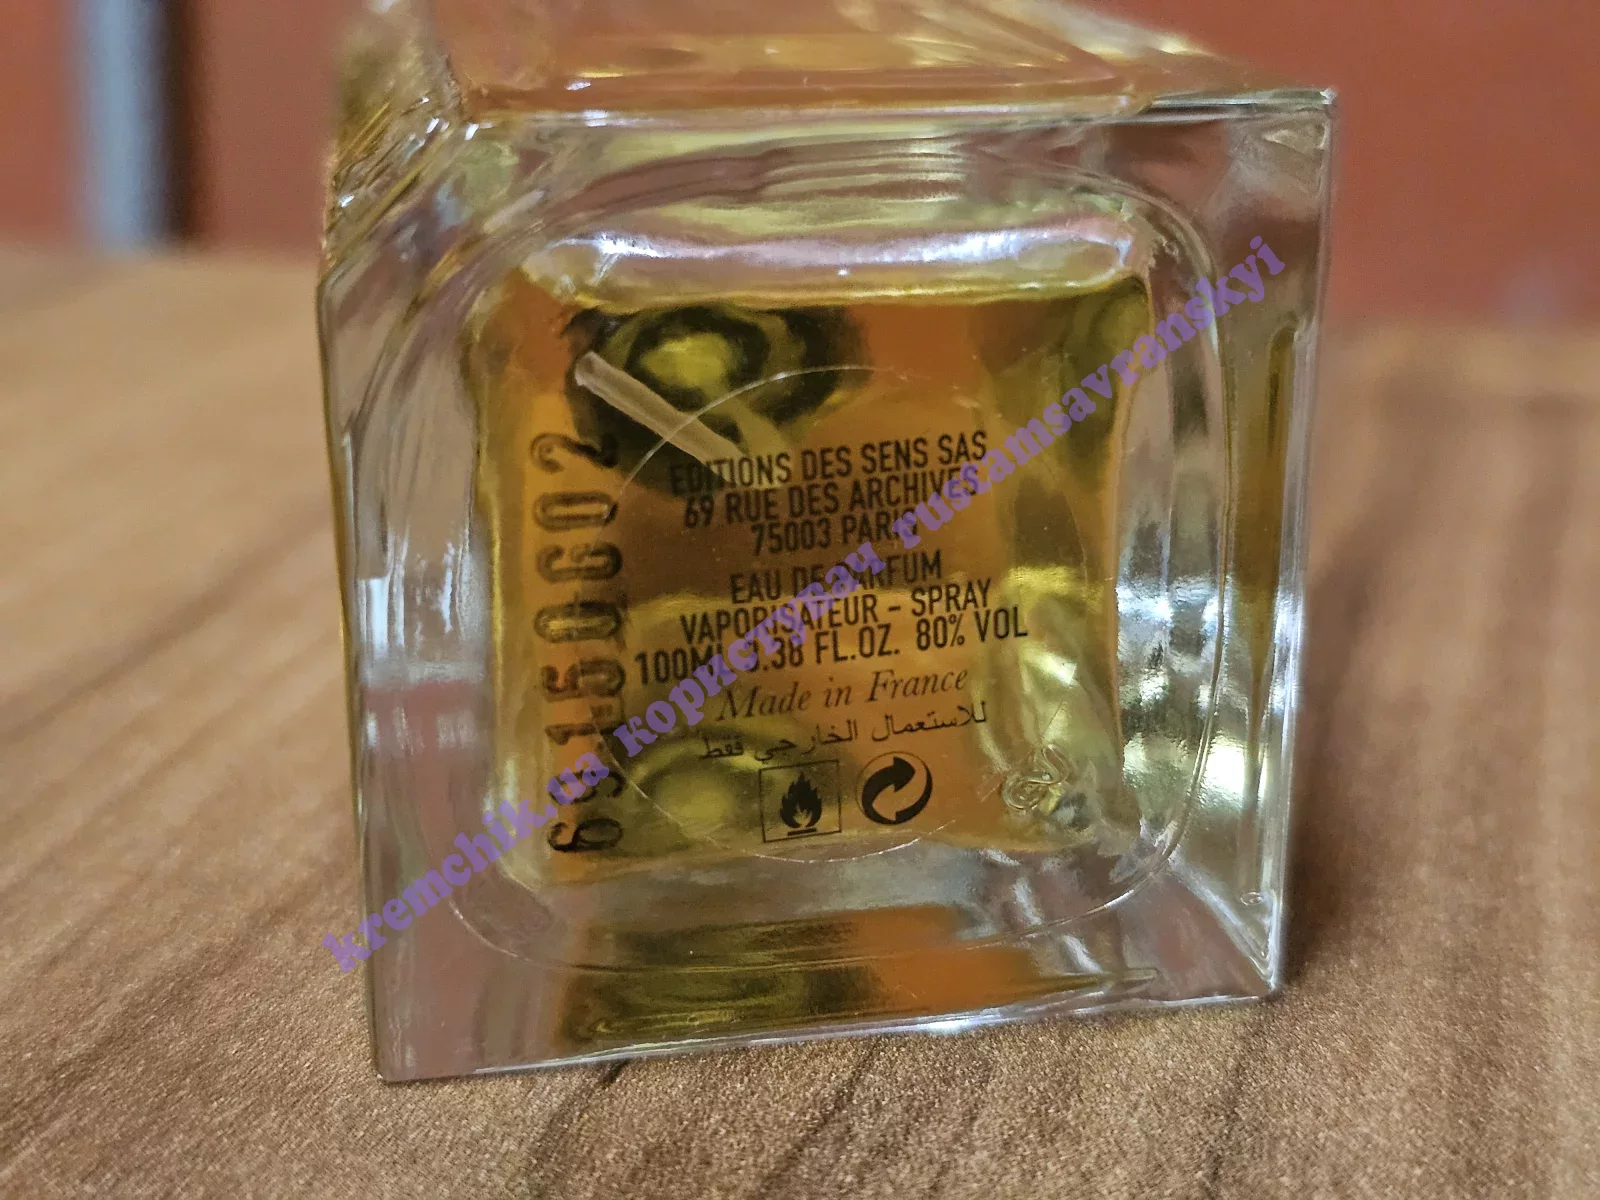 EDITIONS DES SENS SAS
69 RUE DES ARCHIVES
75003 PARIS
EAU DE PARFUM
VAPORISATEUR - SPRAY
100ML 3.38 FL.OZ. 80% VOL
Made in France
للاستعمال الخارجي فقط
kremchik.ua користувач rustamsavranskyi